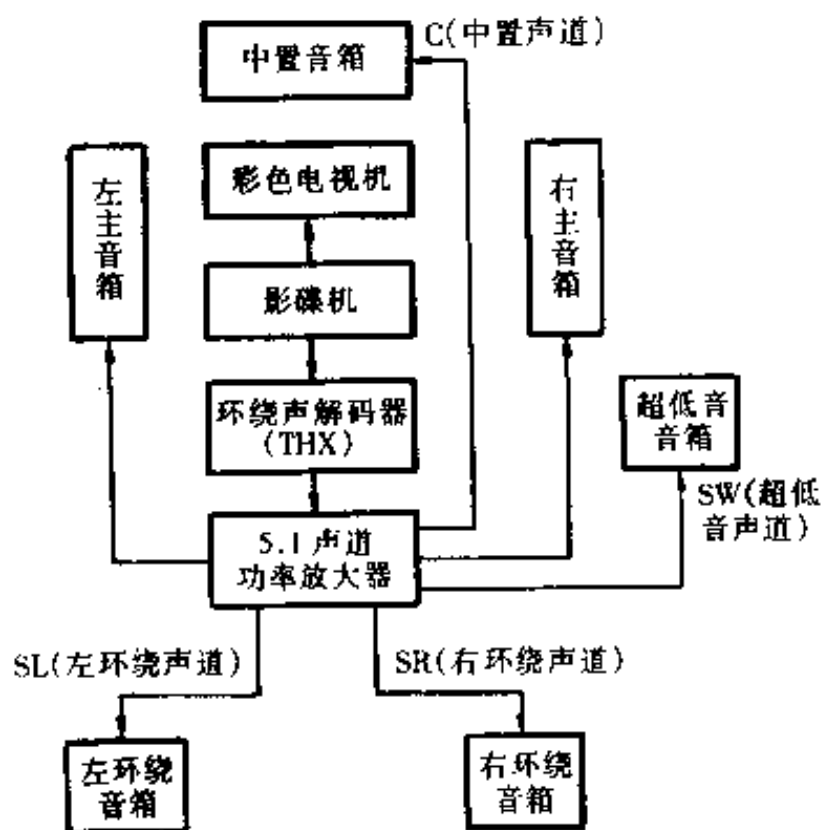 C(中置声道)
中置音箱
彩色电视机
左主音箱
右主音箱
影碟机
环绕声解码器
(THX)
超低音
音箱
SW(超低
音声道)
5.1声道
功率放大器
SL(左环绕声道)
SR(右环绕声道)
左环绕
音箱
右环绕
音箱